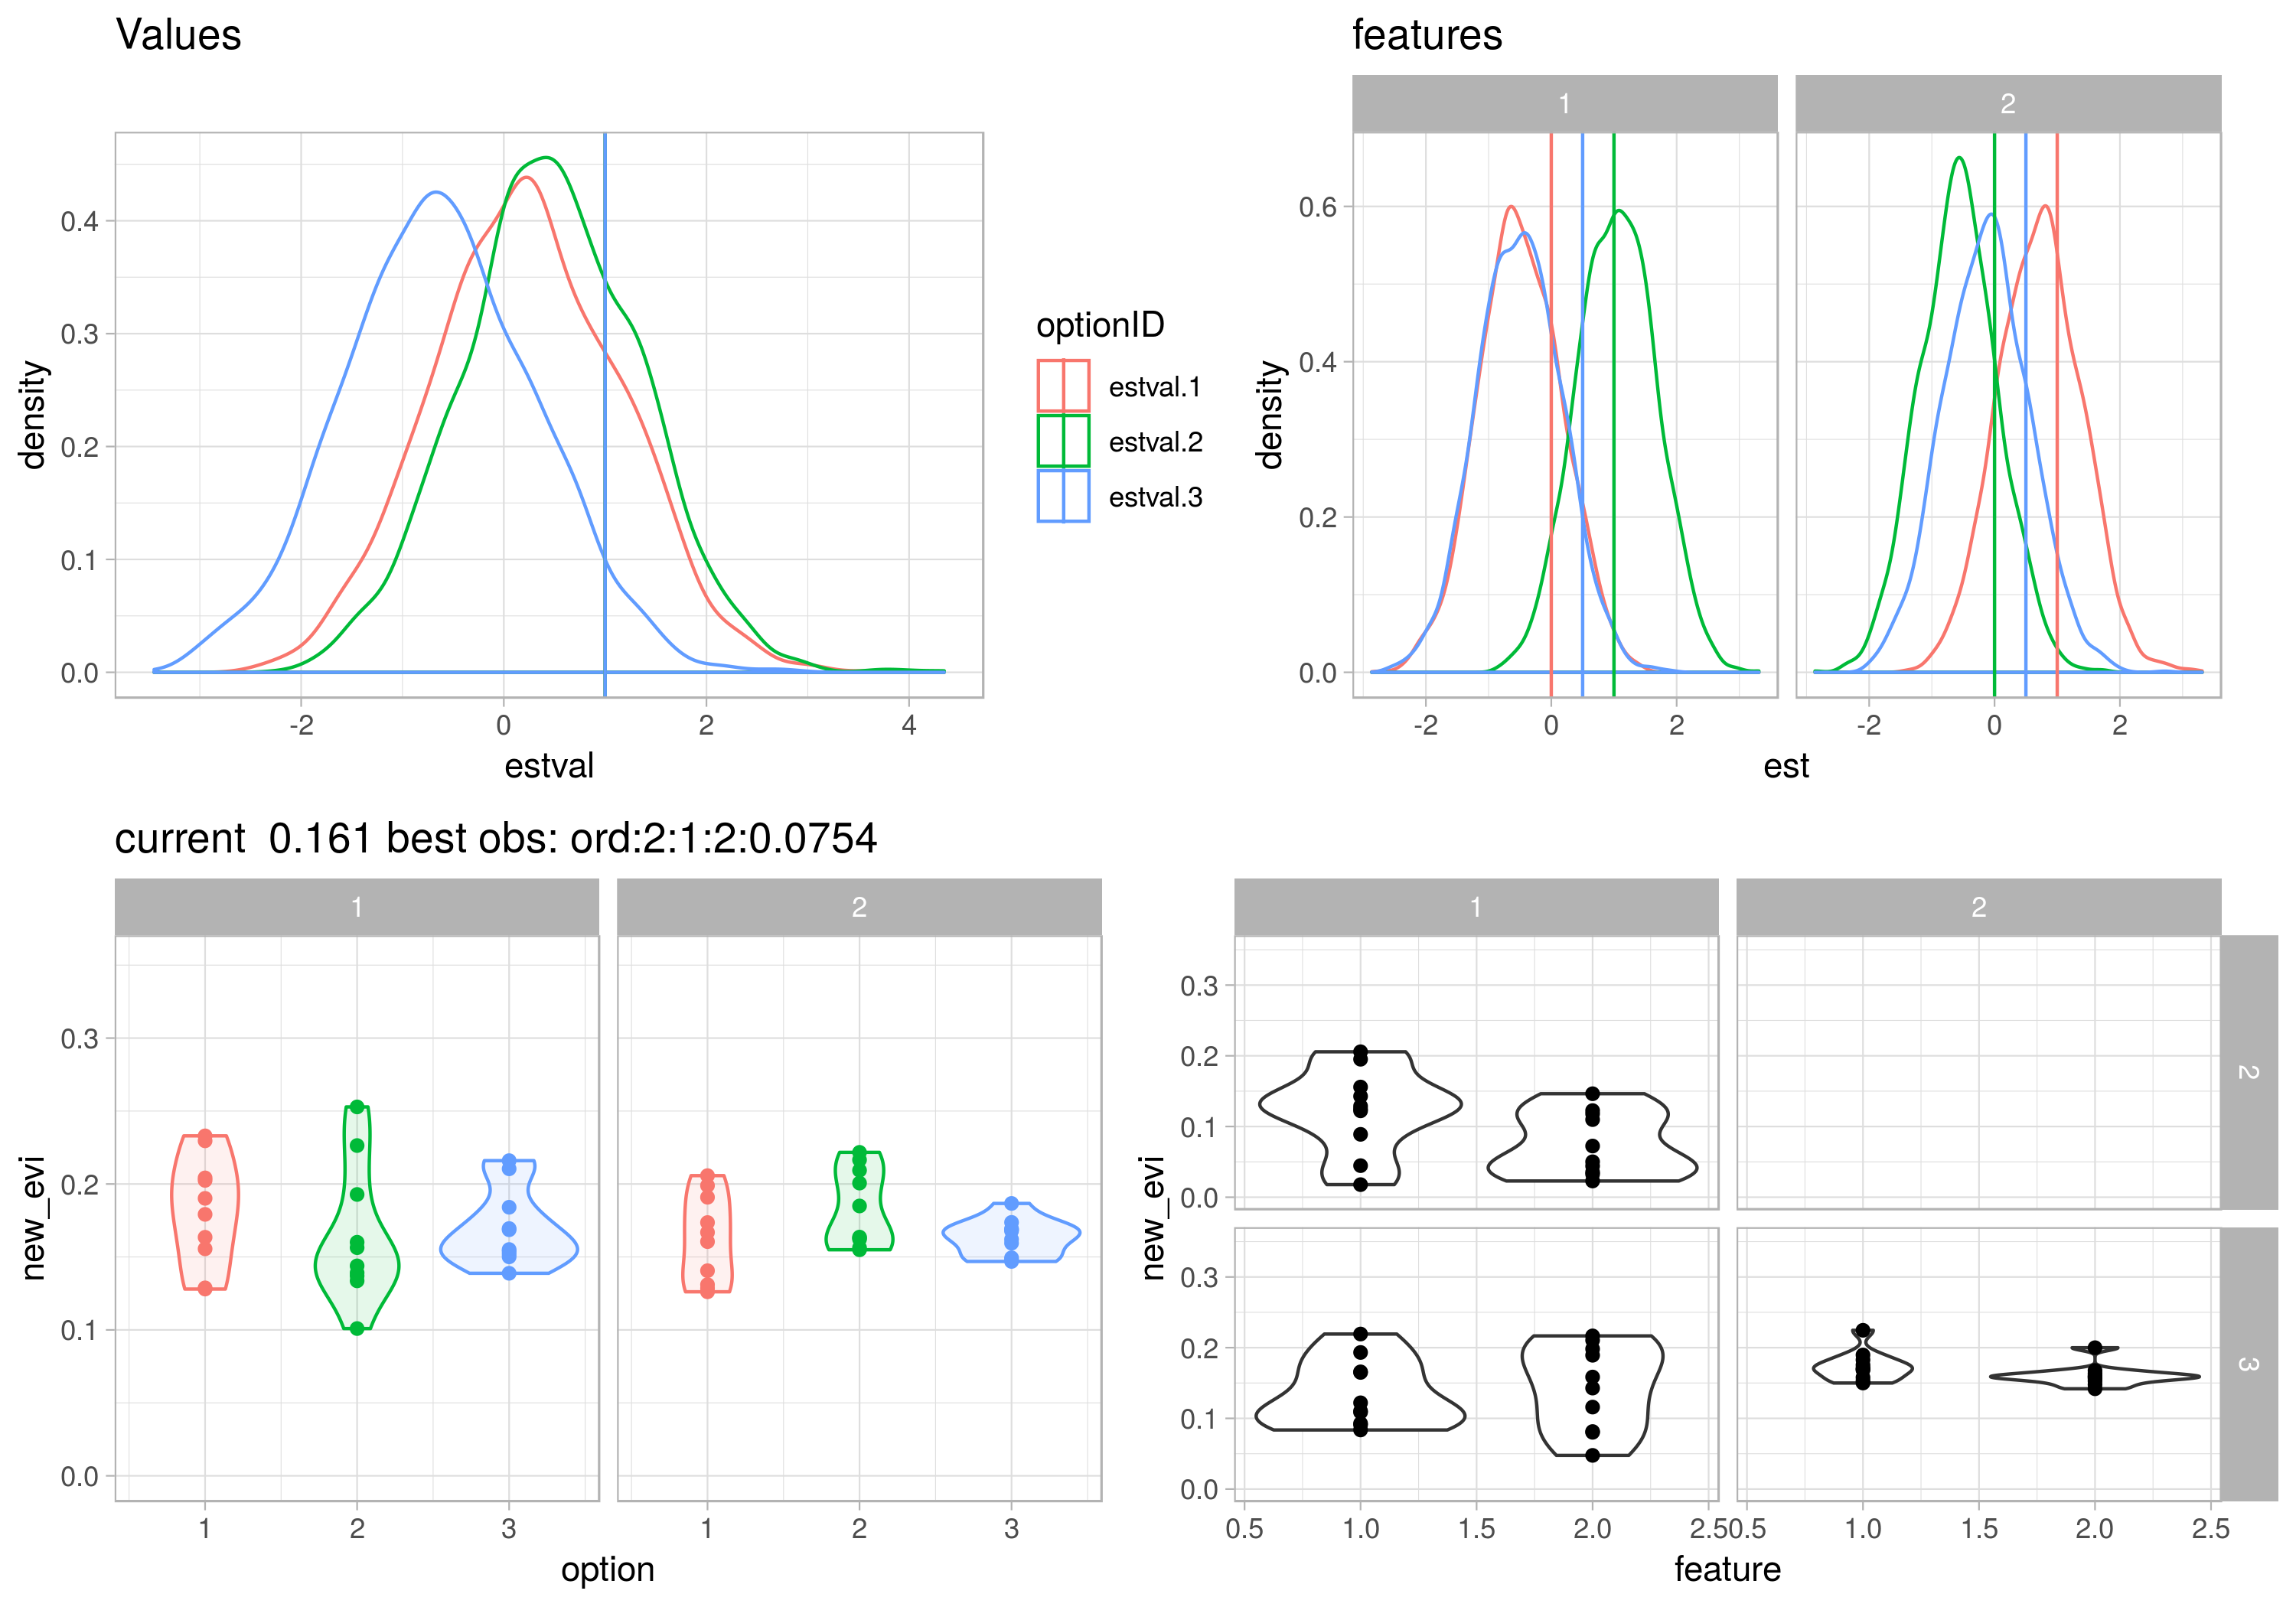 Values
density
0.4
0.3
0.2
0.1
0.0
-2 0 2 4
estval
optionID
estval.1
estval.2
estval.3
features
1 2
density
0.6
0.4
0.2
0.0
-2 0 2 -2 0 2
est
current  0.161 best obs: ord:2:1:2:0.0754
1 2
new_evi
0.3
0.2
0.1
0.0
1 2 3 1 2 3
option
1 2
new_evi
0.3
0.2
0.1
0.0
2
0.3
0.2
0.1
0.0
3
0.5 1.0 1.5 2.0 2.5 0.5 1.0 1.5 2.0 2.5
feature